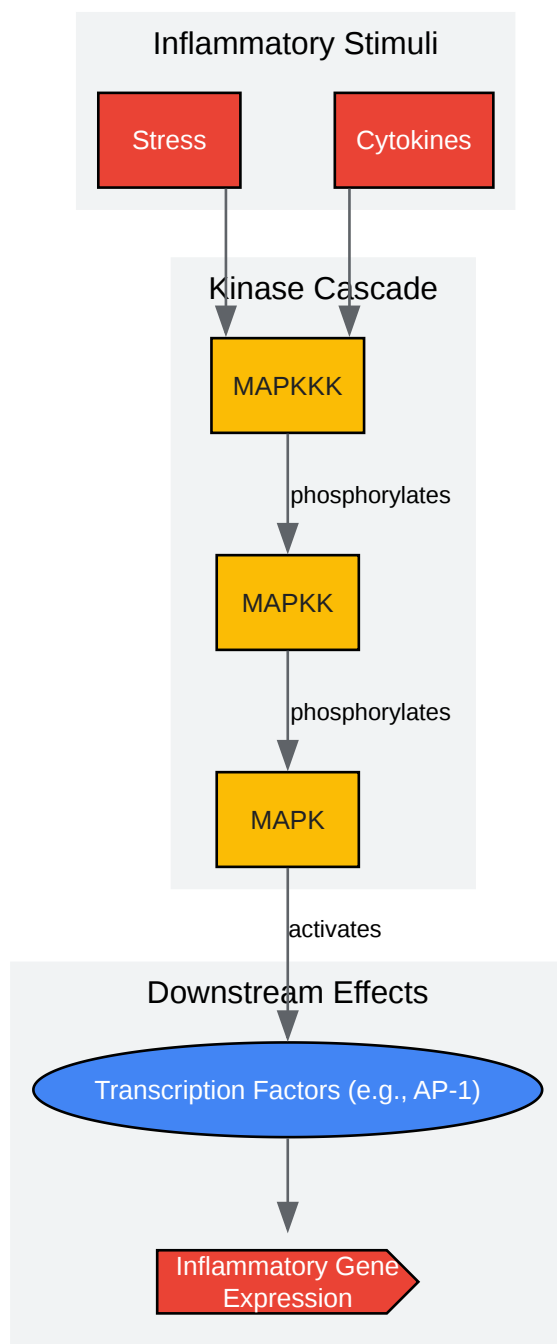 Inflammatory Stimuli
Stress
Cytokines
Kinase Cascade
MAPKKK
phosphorylates
MAPKK
phosphorylates
MAPK
activates
Downstream Effects
Transcription Factors (e.g., AP-1)
Inflammatory Gene
Expression